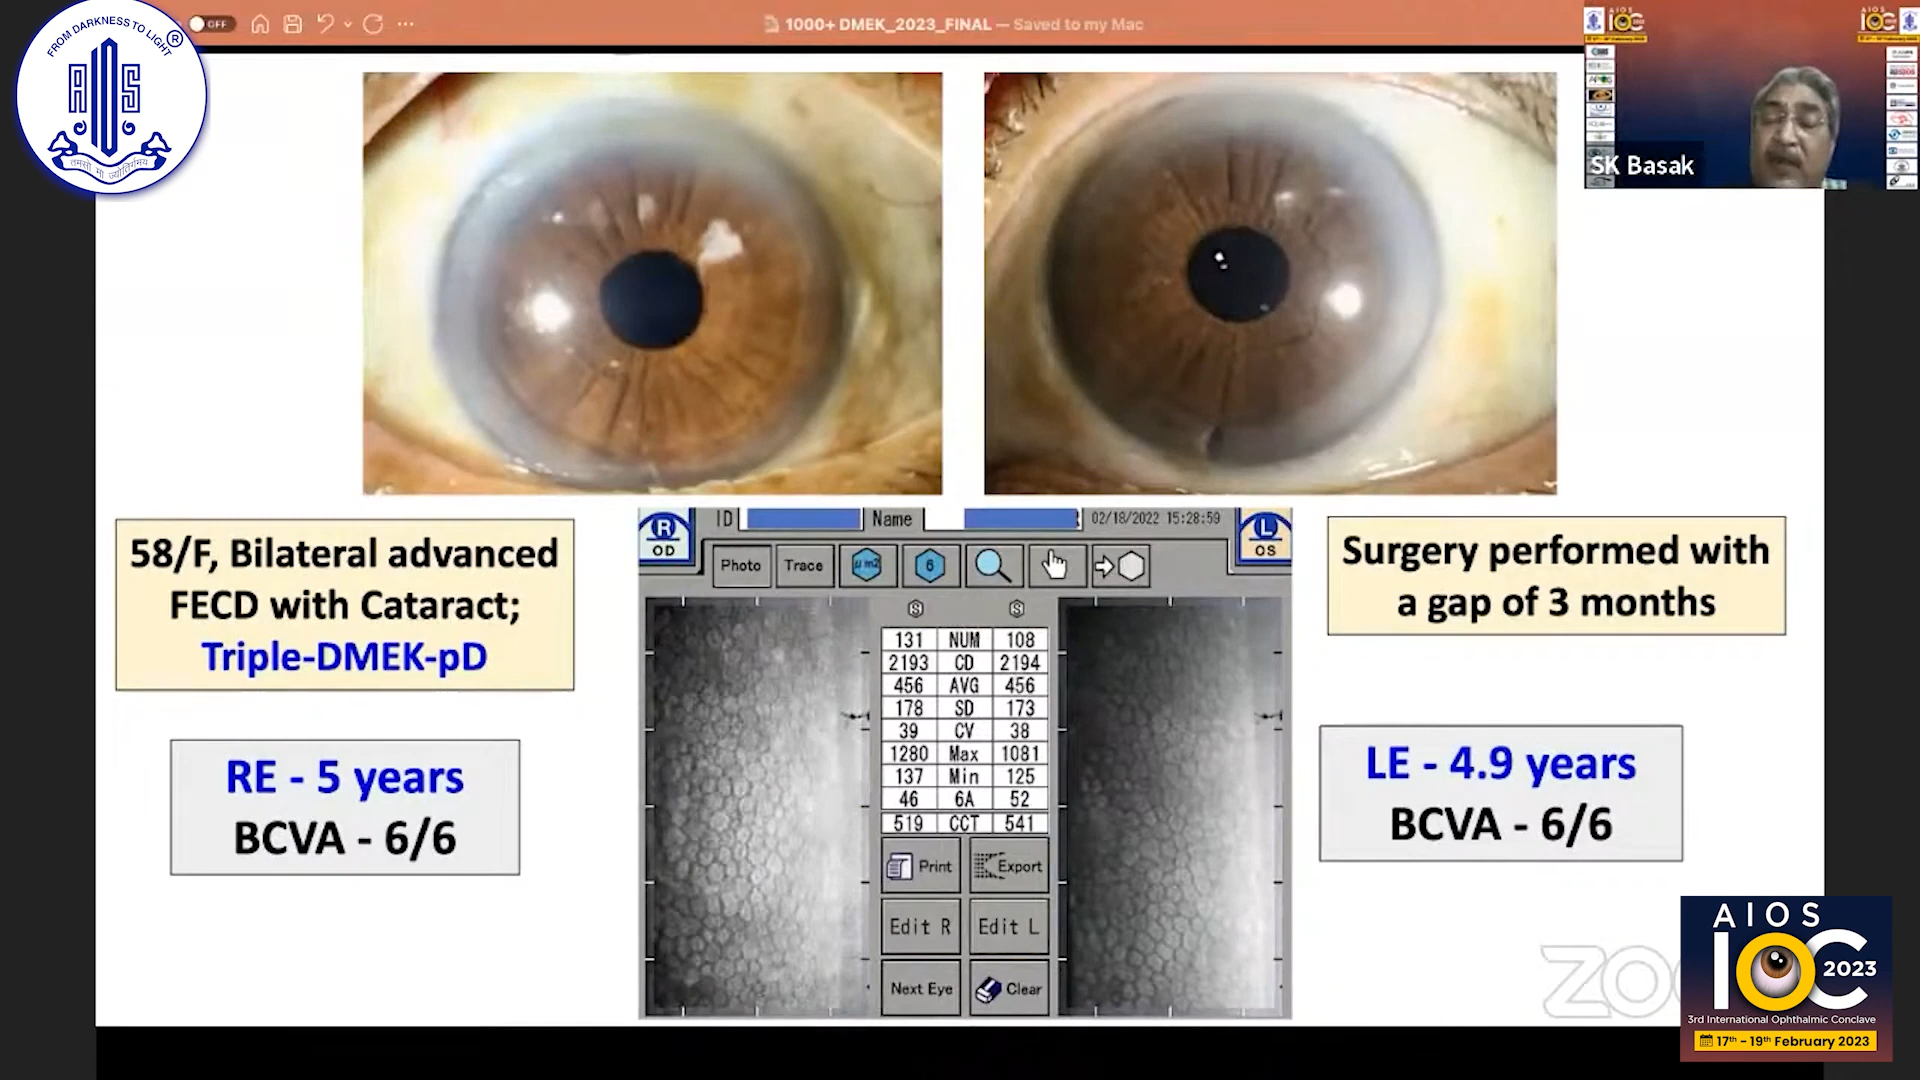 FROM DARKNESS TO LIGHT
®
AIOS
तमसो मा ज्योतिर्गमय
OFF
1000+ DMEK_2023_FINAL — Saved to my Mac
SK Basak
58/F, Bilateral advanced
FECD with Cataract;
Triple-DMEK-pD
RE - 5 years
BCVA - 6/6
R
OD
ID
Name
02/18/2022 15:28:59
L
OS
Photo
Trace
µm2
6
131 NUM 108
2193 CD 2194
456 AVG 456
178 SD 173
39 CV 38
1280 Max 1081
137 Min 125
46 6A 52
519 CCT 541
Print
Export
Edit R
Edit L
Next Eye
Clear
Surgery performed with
a gap of 3 months
LE - 4.9 years
BCVA - 6/6
AIOS
IOC
2023
3rd International Ophthalmic Conclave
17th - 19th February 2023